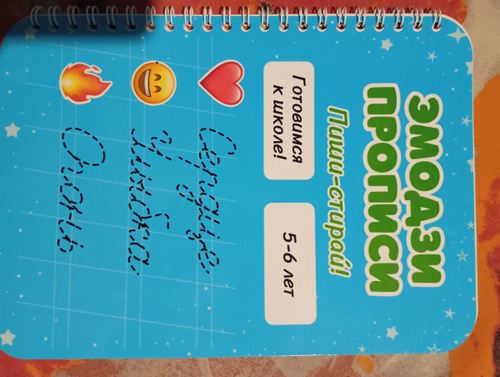 ЭМОДЗИ
ПРОПИСИ
Пиши-стирай!
Готовимся
к школе!
5-6 лет
Сердце
улыбка
Огонь